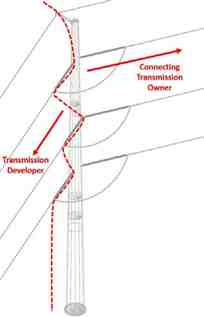 Connecting
Transmission
Owner
Transmission
Developer